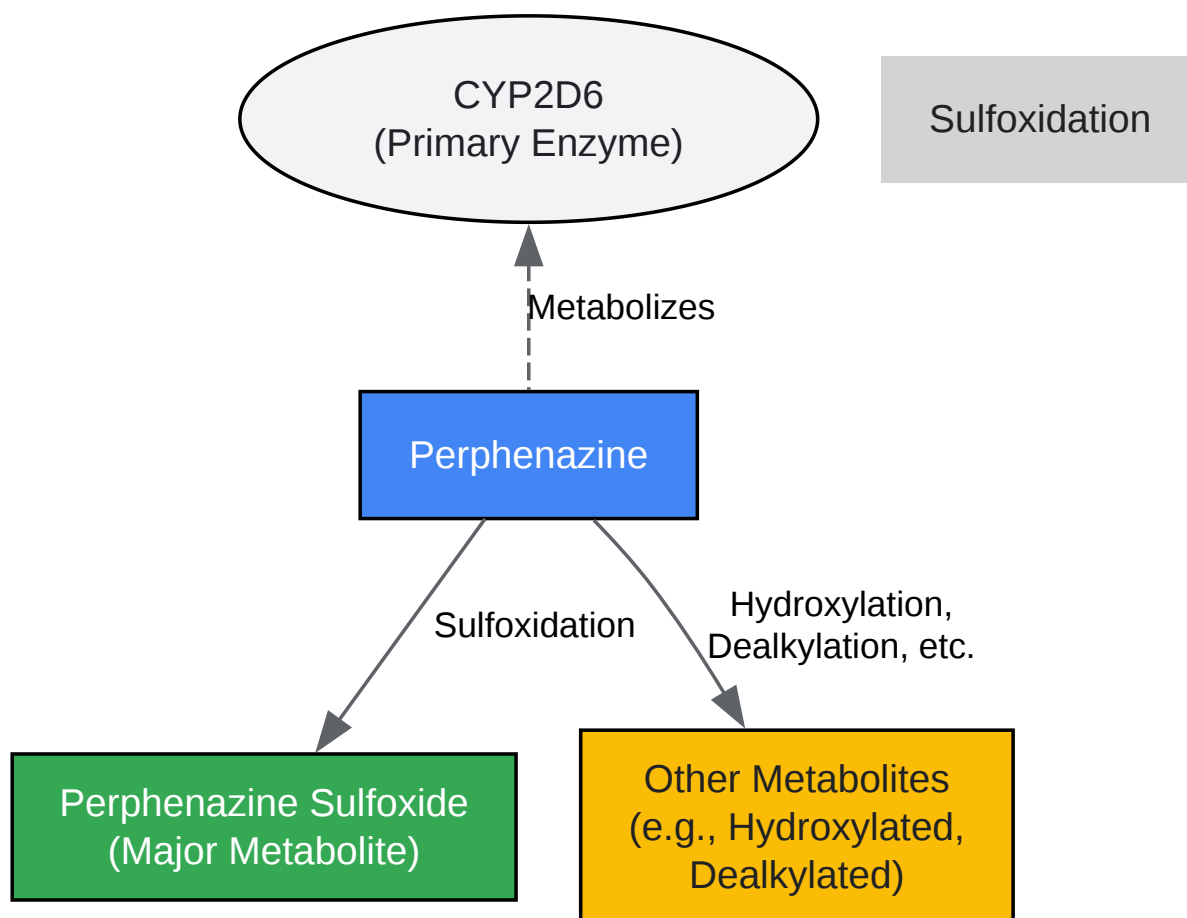 CYP2D6
(Primary Enzyme)
Sulfoxidation
Metabolizes
Perphenazine
Sulfoxidation
Hydroxylation,
Dealkylation, etc.
Perphenazine Sulfoxide
(Major Metabolite)
Other Metabolites
(e.g., Hydroxylated,
Dealkylated)